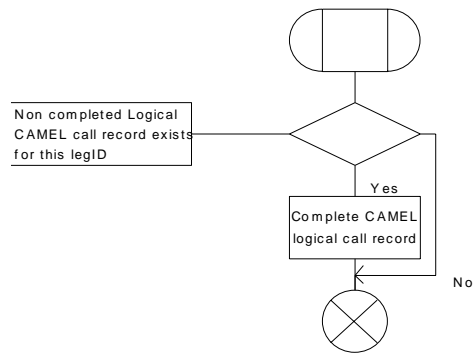 Non completed Logical
CAMEL call record exists
for this legID
Yes
Complete CAMEL
logical call record
No